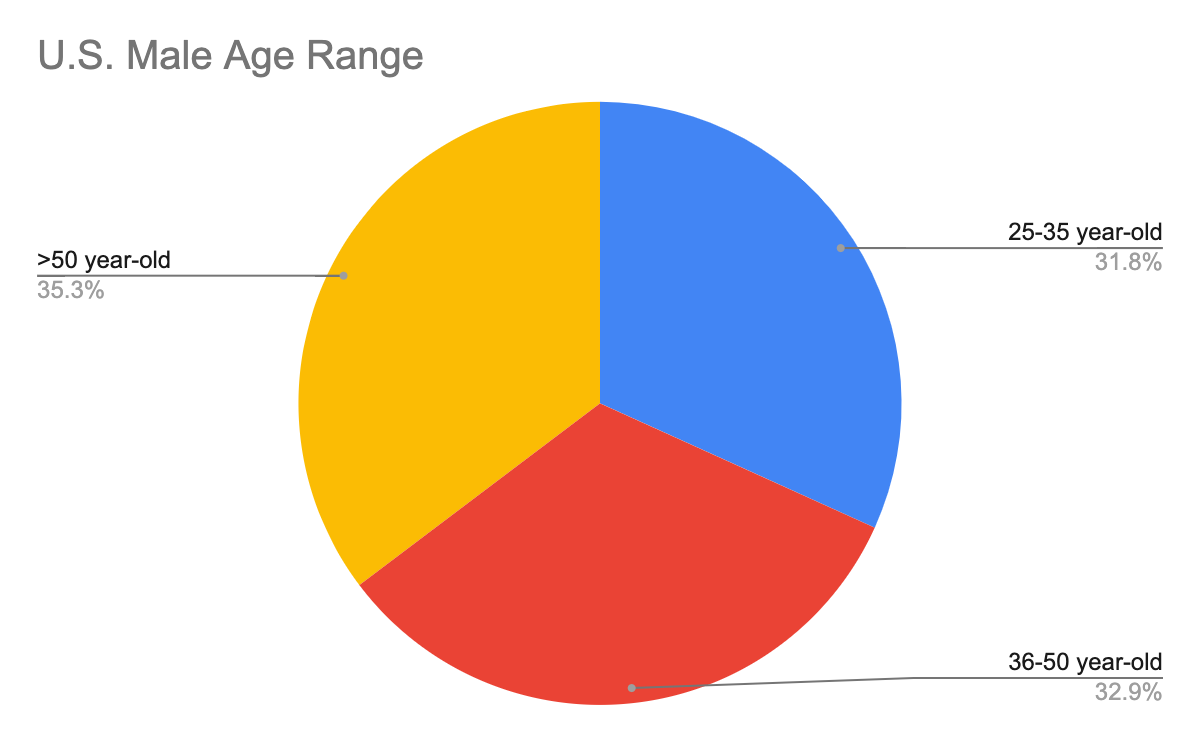 U.S. Male Age Range
>50 year-old
35.3%
25-35 year-old
31.8%
36-50 year-old
32.9%